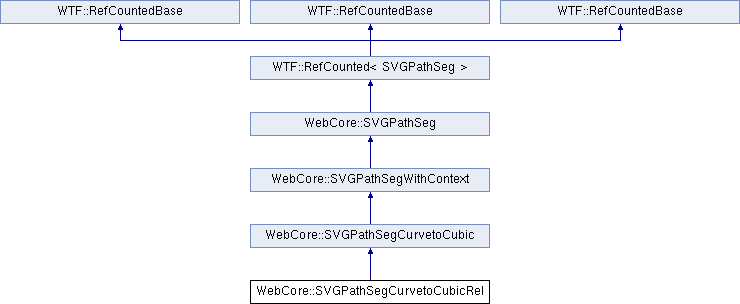 WTF::RefCountedBase WTF::RefCountedBase WTF::RefCountedBase
WTF::RefCounted< SVGPathSeg >
WebCore::SVGPathSeg
WebCore::SVGPathSegWithContext
WebCore::SVGPathSegCurvetoCubic
WebCore::SVGPathSegCurvetoCubicRel